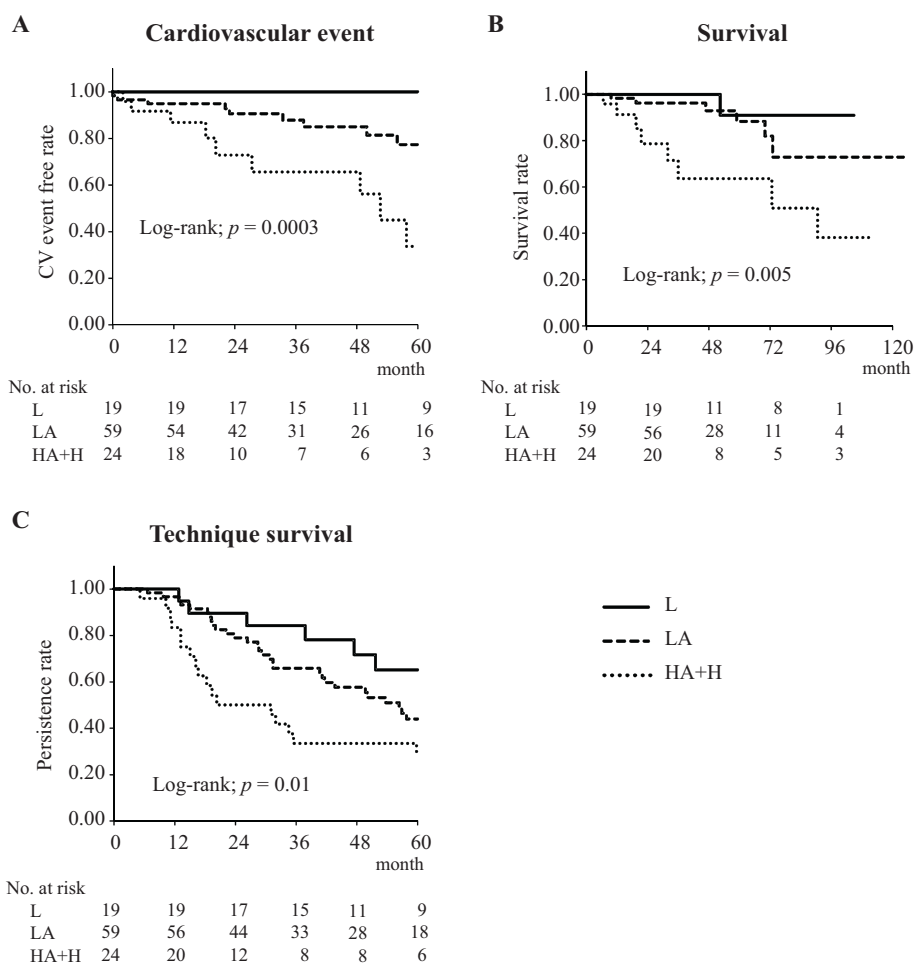 A
Cardiovascular event
CV event free rate
1.00
0.80
0.60
0.40
0.20
0.00
Log-rank; p = 0.0003
0 12 24 36 48 60
month
No. at risk
L 19 19 17 15 11 9
LA 59 54 42 31 26 16
HA+H 24 18 10 7 6 3
B
Survival
Survival rate
1.00
0.80
0.60
0.40
0.20
0.00
Log-rank; p = 0.005
0 24 48 72 96 120
month
L 19 19 11 8 1
LA 59 56 28 11 4
HA+H 24 20 8 5 3
C
Technique survival
Persistence rate
1.00
0.80
0.60
0.40
0.20
0.00
Log-rank; p = 0.01
0 12 24 36 48 60
month
No. at risk
L 19 19 17 15 11 9
LA 59 56 44 33 28 18
HA+H 24 20 12 8 8 6
L
LA
HA+H